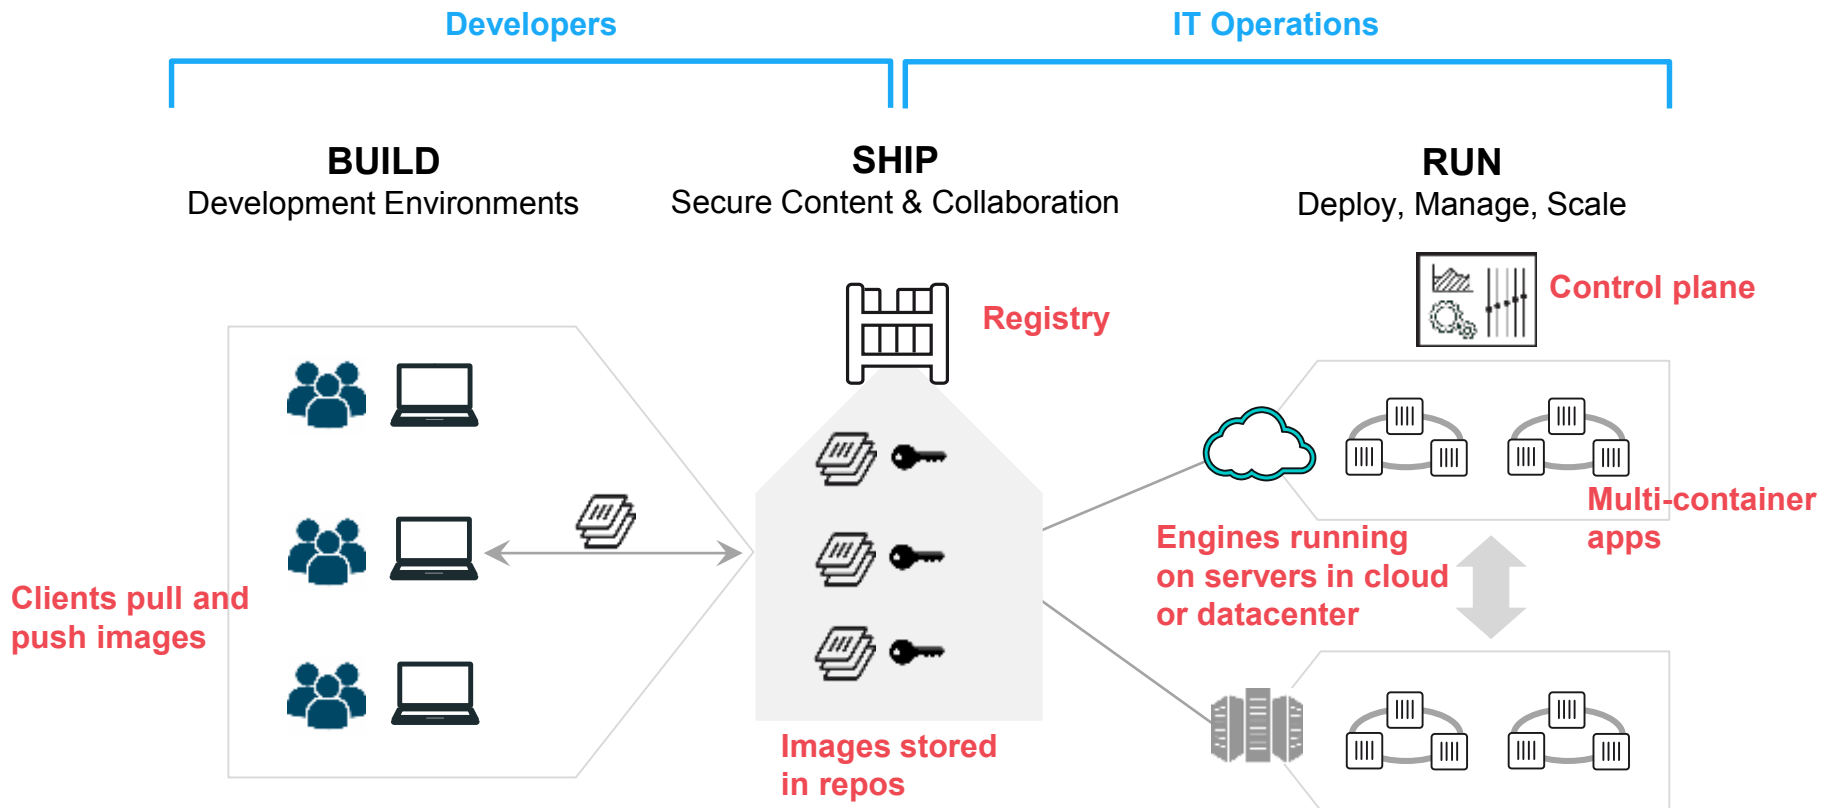 Developers
IT Operations
BUILD
Development Environments
SHIP
Secure Content & Collaboration
RUN
Deploy, Manage, Scale
Registry
Control plane
Clients pull and
push images
Images stored
in repos
Engines running
on servers in cloud
or datacenter
Multi-container
apps